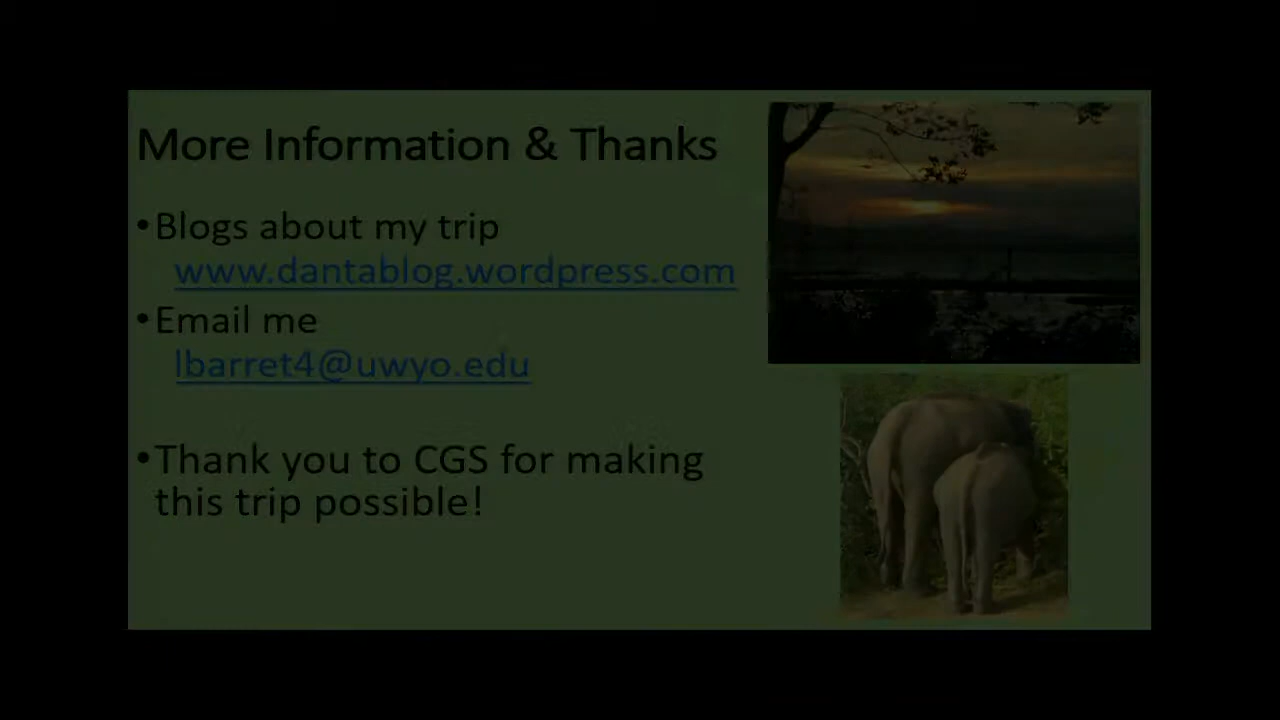 More Information & Thanks
•Blogs about my trip
www.dantablog.wordpress.com
•Email me
lbarret4@uwyo.edu
•Thank you to CGS for making
this trip possible!